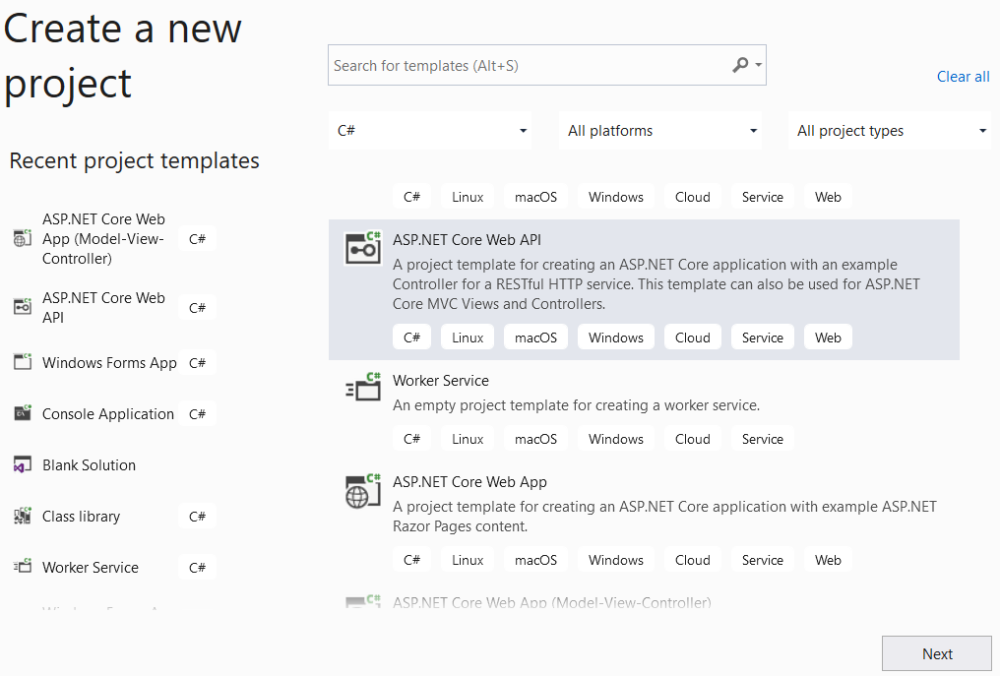 Create a new
project
Search for templates (Alt+S)
Clear all
C#
All platforms
All project types
Recent project templates
ASP.NET Core Web
App (Model-View-
Controller)
C#
ASP.NET Core Web
API
C#
Windows Forms App
C#
Console Application
C#
Blank Solution
Class library
C#
Worker Service
C#
C# Linux macOS Windows Cloud Service Web
ASP.NET Core Web API
A project template for creating an ASP.NET Core application with an example
Controller for a RESTful HTTP service. This template can also be used for ASP.NET
Core MVC Views and Controllers.
C# Linux macOS Windows Cloud Service Web
Worker Service
An empty project template for creating a worker service.
C# Linux macOS Windows Cloud Service
ASP.NET Core Web App
A project template for creating an ASP.NET Core application with example ASP.NET
Razor Pages content.
C# Linux macOS Windows Cloud Service Web
ASP.NET Core Web App (Model-View-Controller)
Next